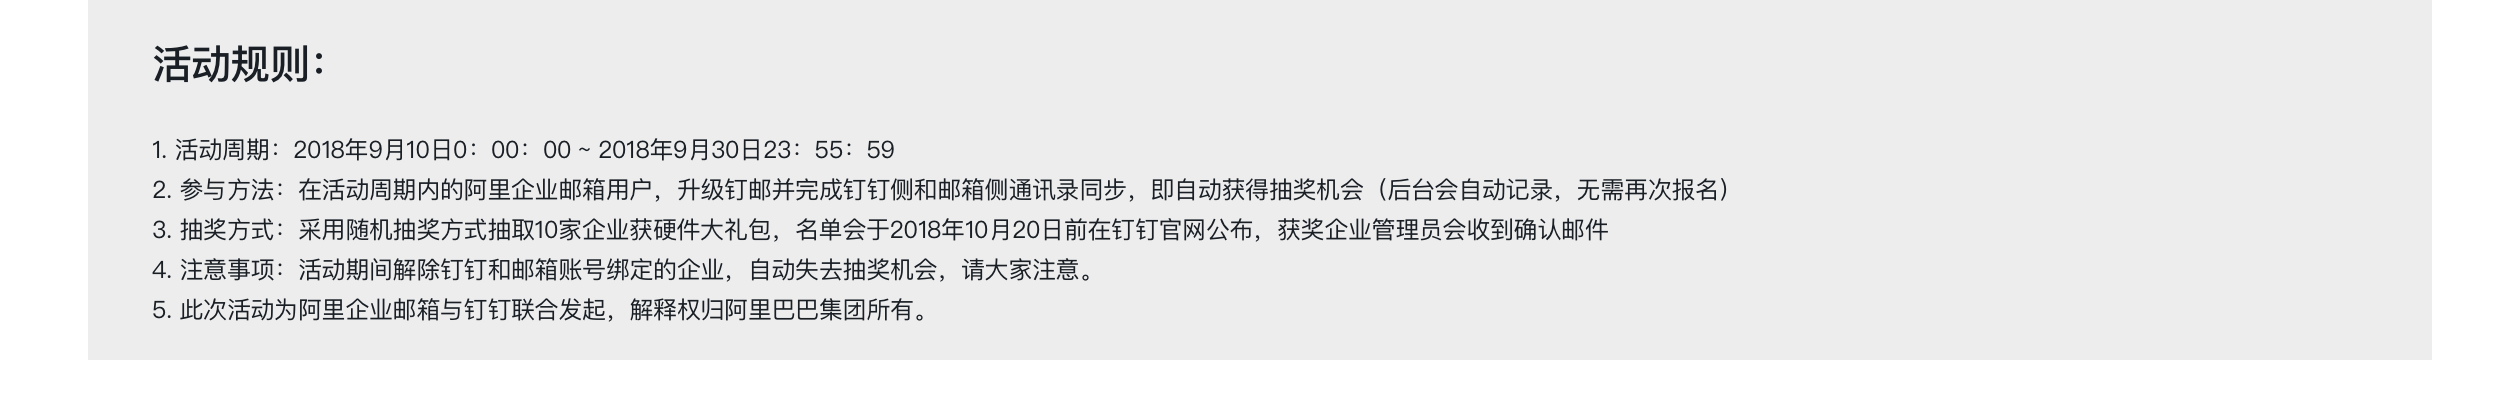 活动规则：
1. 活动周期：2018年9月10日0：00：00 ~ 2018年9月30日23：55：59
2. 参与方法：在活动周期内的阿里企业邮箱用户，升级钉邮并完成钉钉侧和邮箱侧通讯录同步，即自动获得抽奖机会（后台会自动记录，无需再次报名）
3. 抽奖方式：采用随机抽奖方式抽取10家企业获硬件大礼包，名单会于2018年10月20日前在钉钉官网公布，获奖企业管理员会收到确认邮件
4. 注意事项：活动期间解除钉钉和邮箱侧账号绑定的企业，自动失去抽奖机会，请大家注意。
5. 此次活动为阿里企业邮箱与钉钉联合发起，解释权归阿里巴巴集团所有。